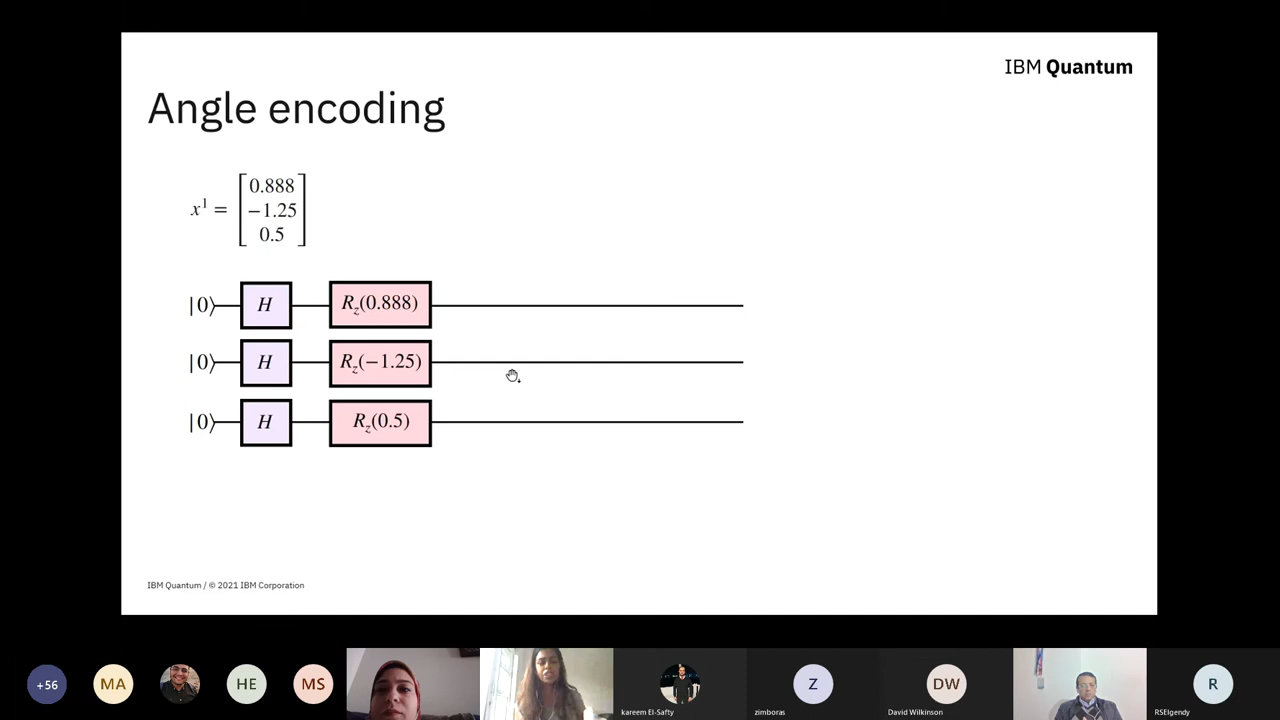 IBM Quantum
Angle encoding
x¹ = [0.888
−1.25
0.5]
|0⟩ H R_z(0.888)
|0⟩ H R_z(−1.25)
|0⟩ H R_z(0.5)
IBM Quantum / © 2021 IBM Corporation
+56 MA HE MS Z DW R
kareem El-Safty zimboras David Wilkinson RSElgendy